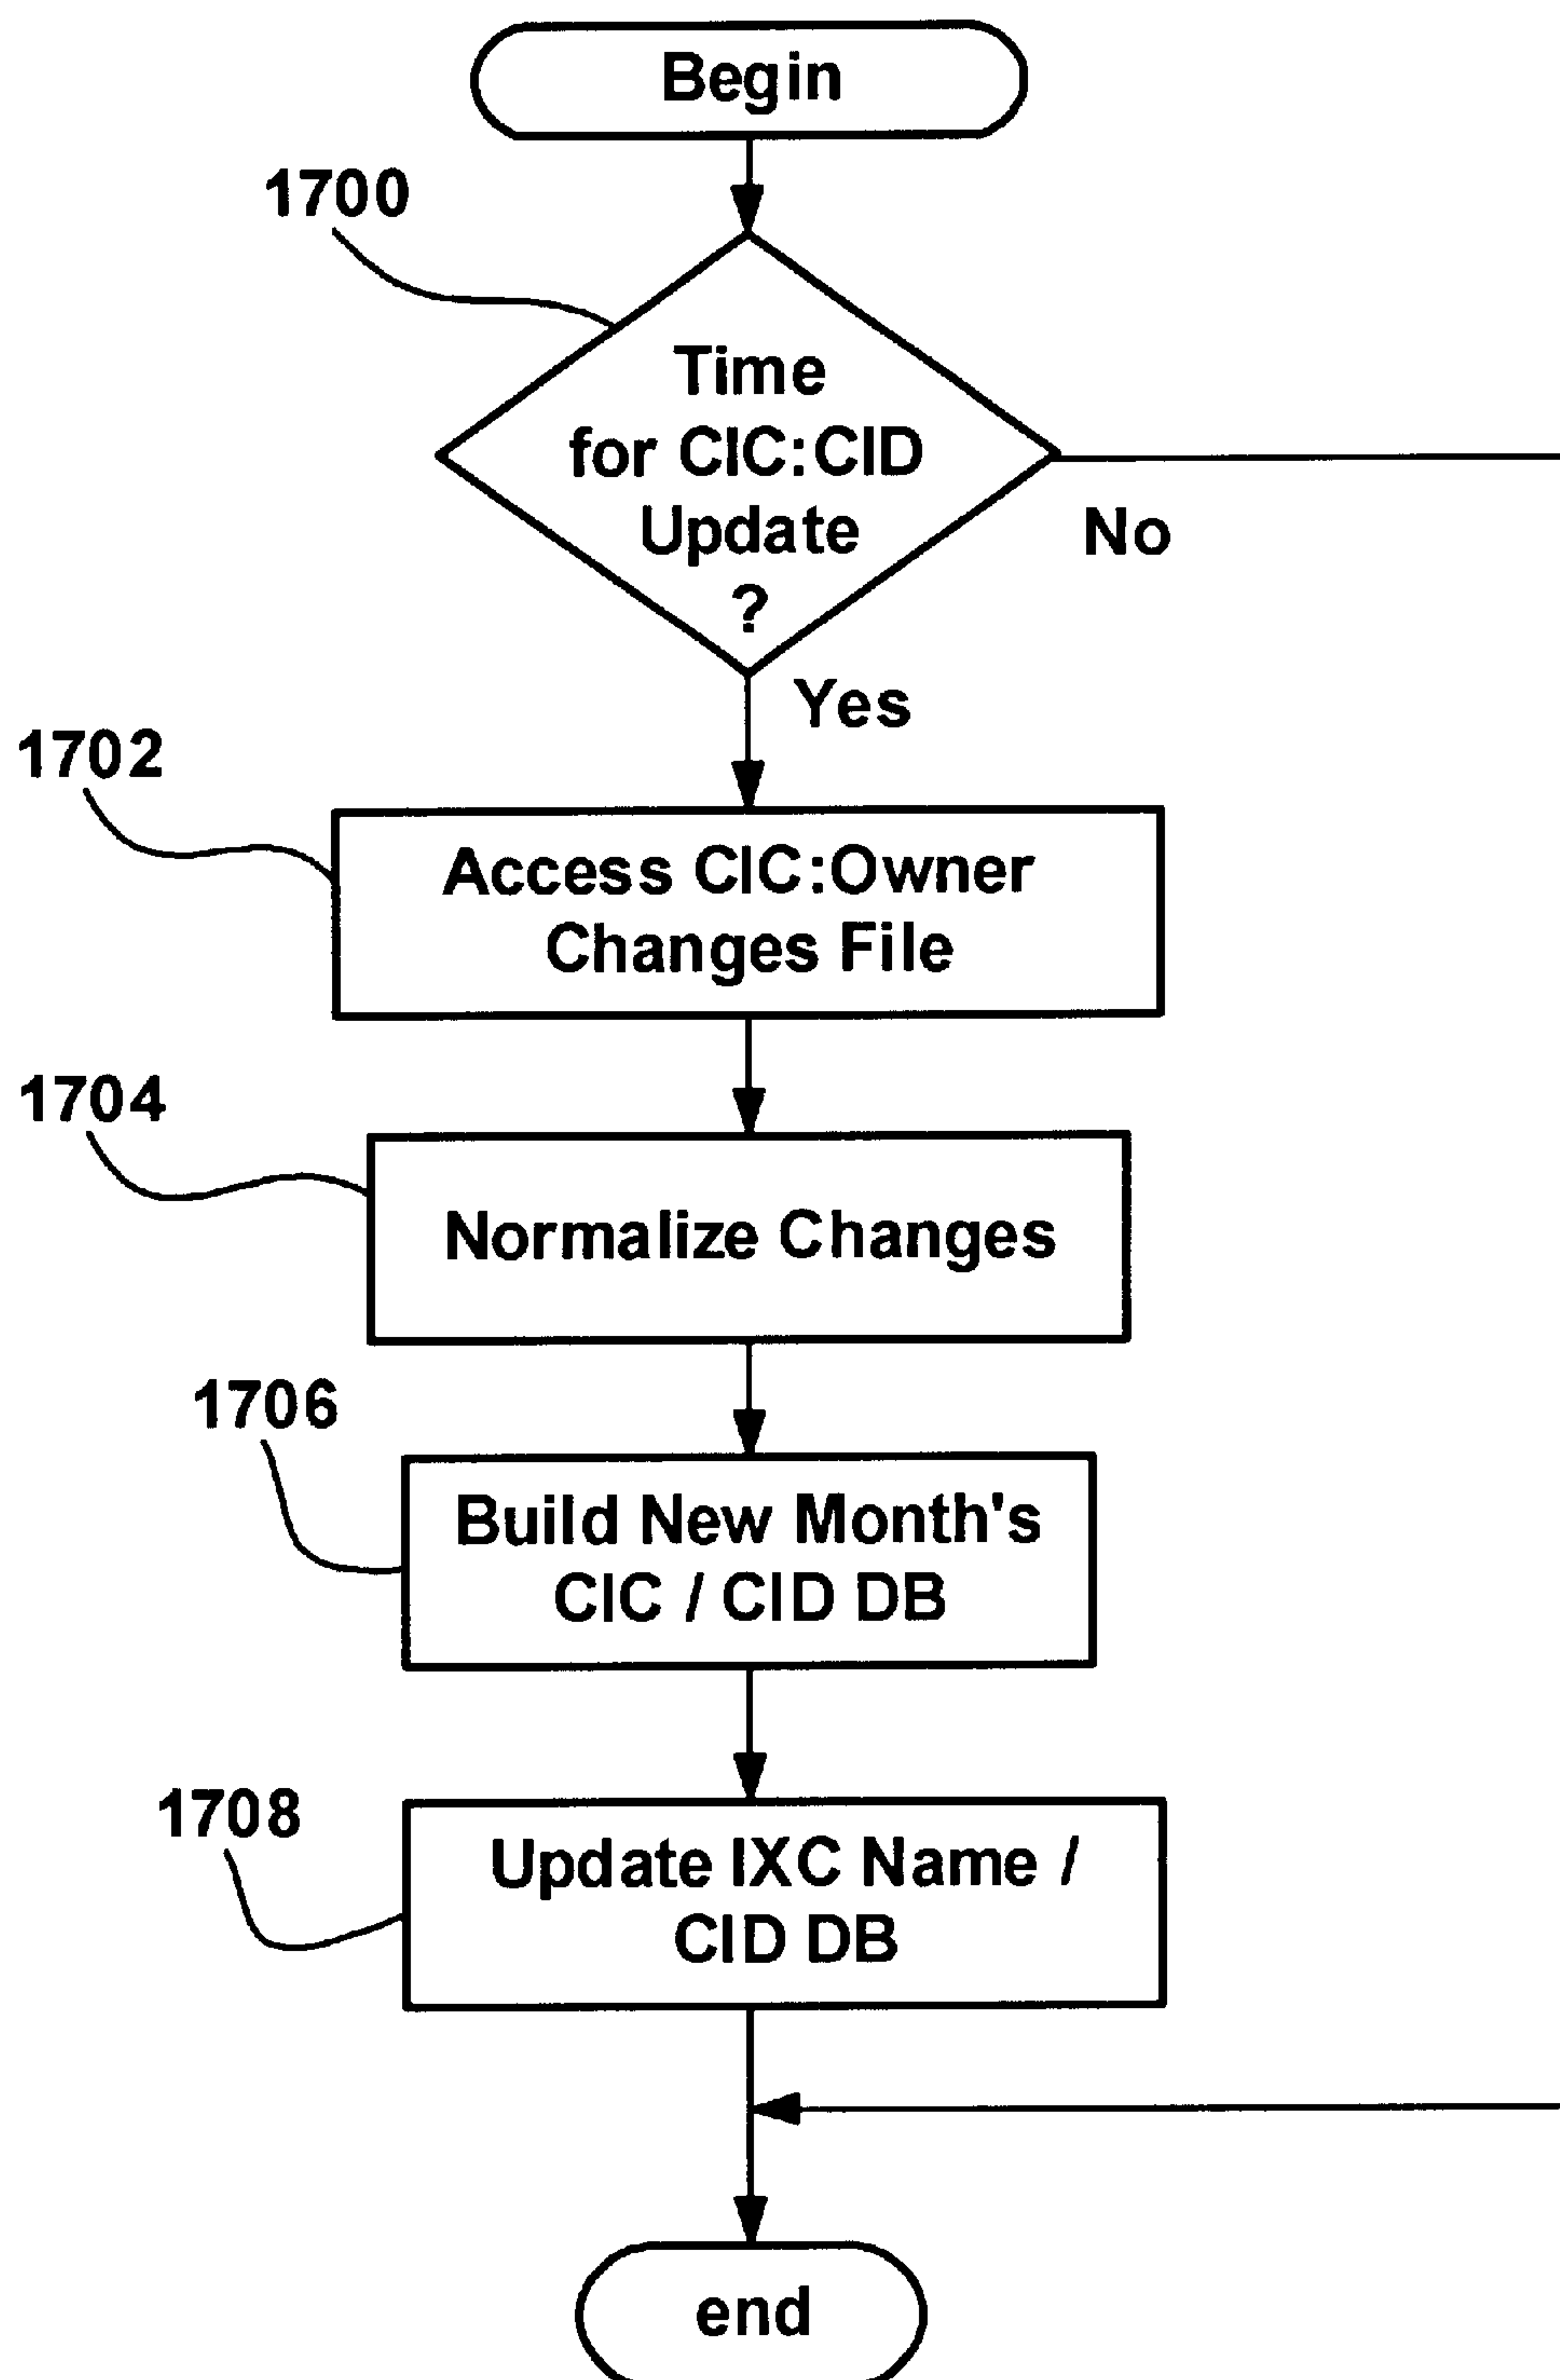 Begin
1700
Time
for CIC:CID
Update
?
No
Yes
1702
Access CIC:Owner
Changes File
1704
Normalize Changes
1706
Build New Month's
CIC / CID DB
1708
Update IXC Name /
CID DB
end